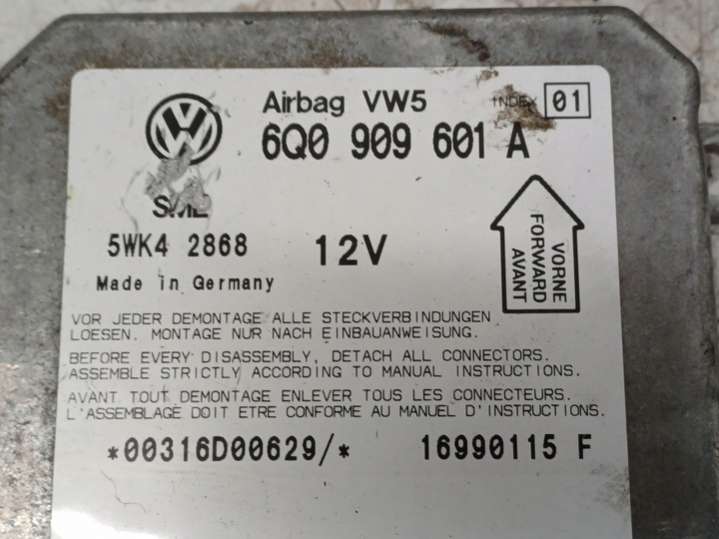 Airbag VW5 INDEX 01
6Q0 909 601 A
SME
5WK4 2868
12V
Made in Germany
VORNE
FORWARD
AVANT
VOR JEDER DEMONTAGE ALLE STECKVERBINDUNGEN
LOESEN. MONTAGE NUR NACH EINBAUANWEISUNG.
BEFORE EVERY DISASSEMBLY, DETACH ALL CONNECTORS.
ASSEMBLE STRICTLY ACCORDING TO MANUAL INSTRUCTIONS.
AVANT TOUT DEMONTAGE ENLEVER TOUS LES CONNECTEURS.
L'ASSEMBLAGE DOIT ETRE CONFORME AU MANUEL D'INSTRUCTIONS.
*00316D00629/* 16990115 F